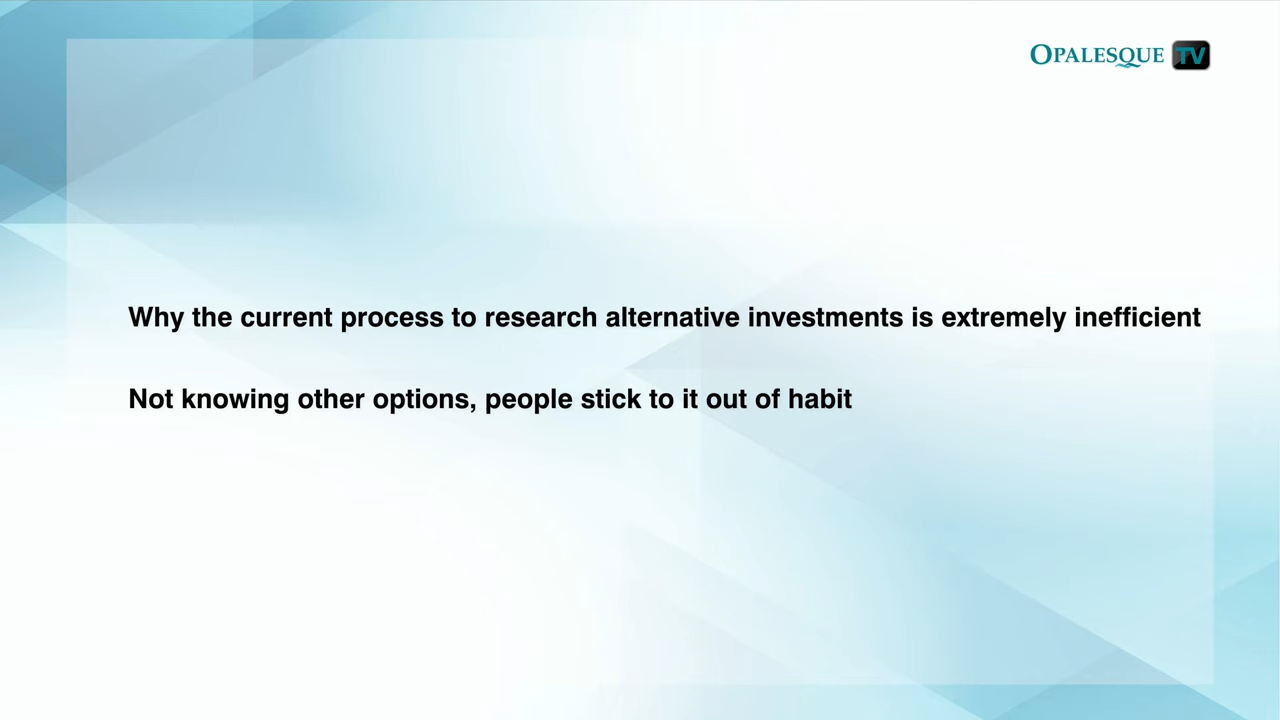 OPALESQUE TV
Why the current process to research alternative investments is extremely inefficient
Not knowing other options, people stick to it out of habit